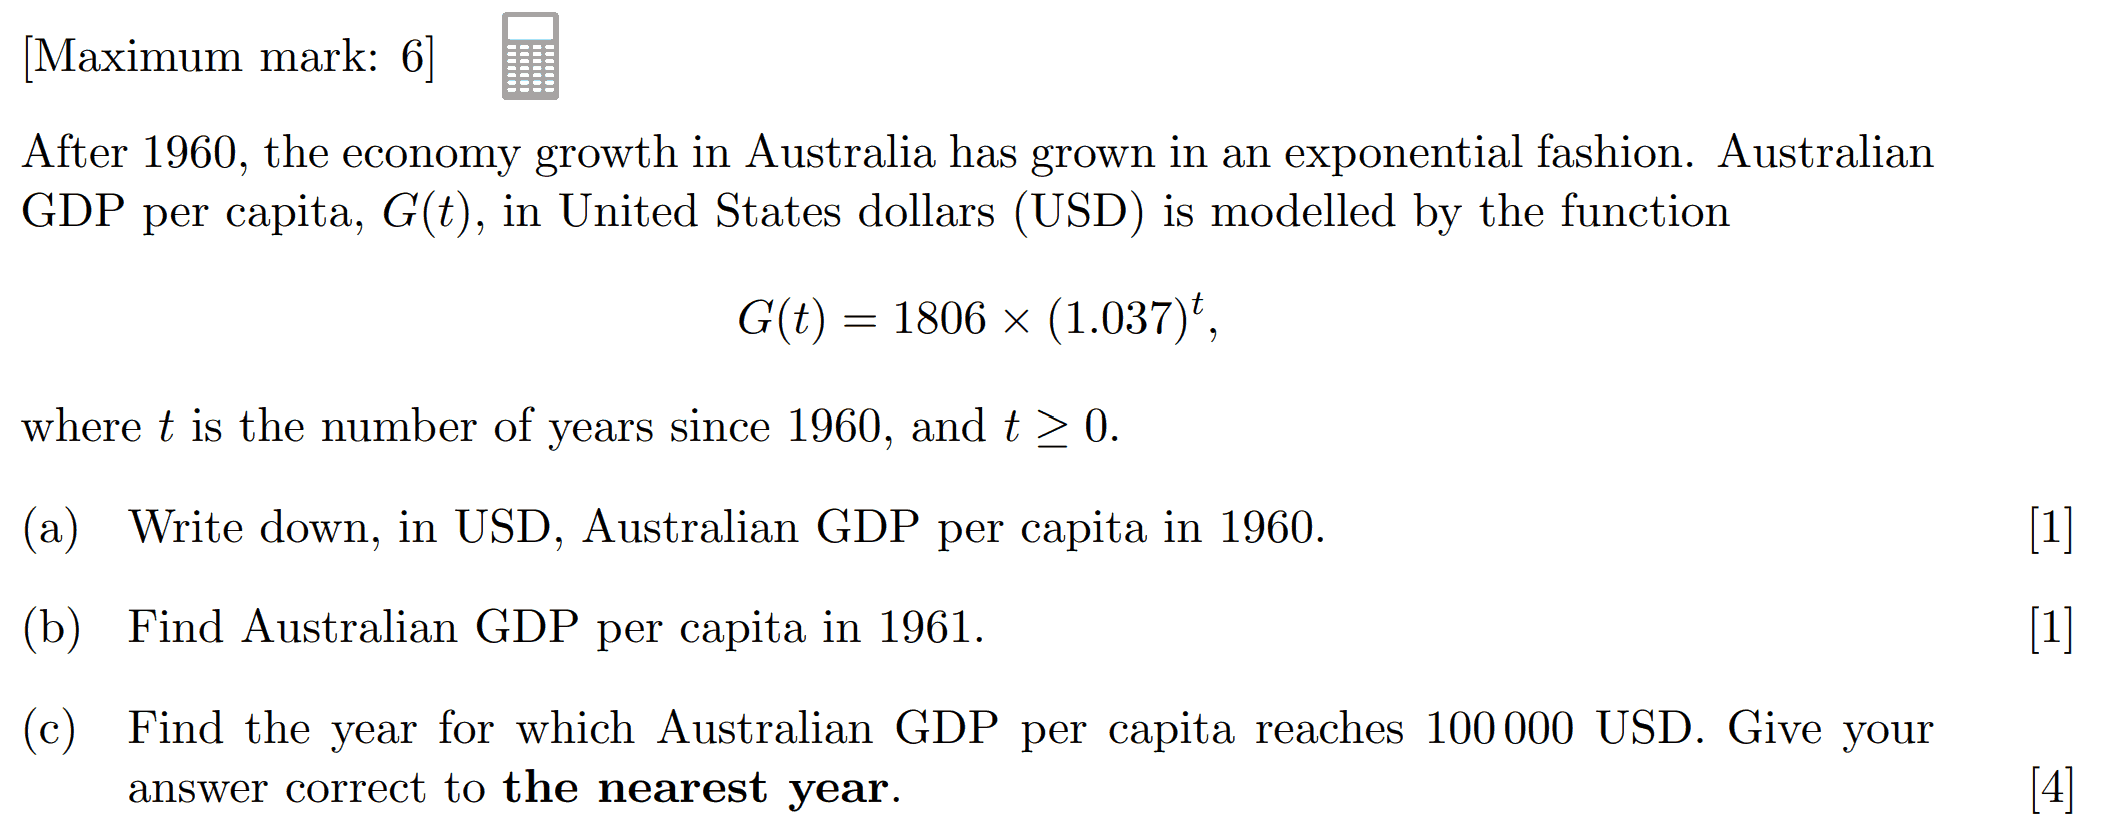 [Maximum mark: 6]
After 1960, the economy growth in Australia has grown in an exponential fashion. Australian
GDP per capita, G(t), in United States dollars (USD) is modelled by the function
G(t) = 1806 × (1.037)^t,
where t is the number of years since 1960, and t ≥ 0.
(a) Write down, in USD, Australian GDP per capita in 1960. [1]
(b) Find Australian GDP per capita in 1961. [1]
(c) Find the year for which Australian GDP per capita reaches 100 000 USD. Give your
answer correct to the nearest year. [4]